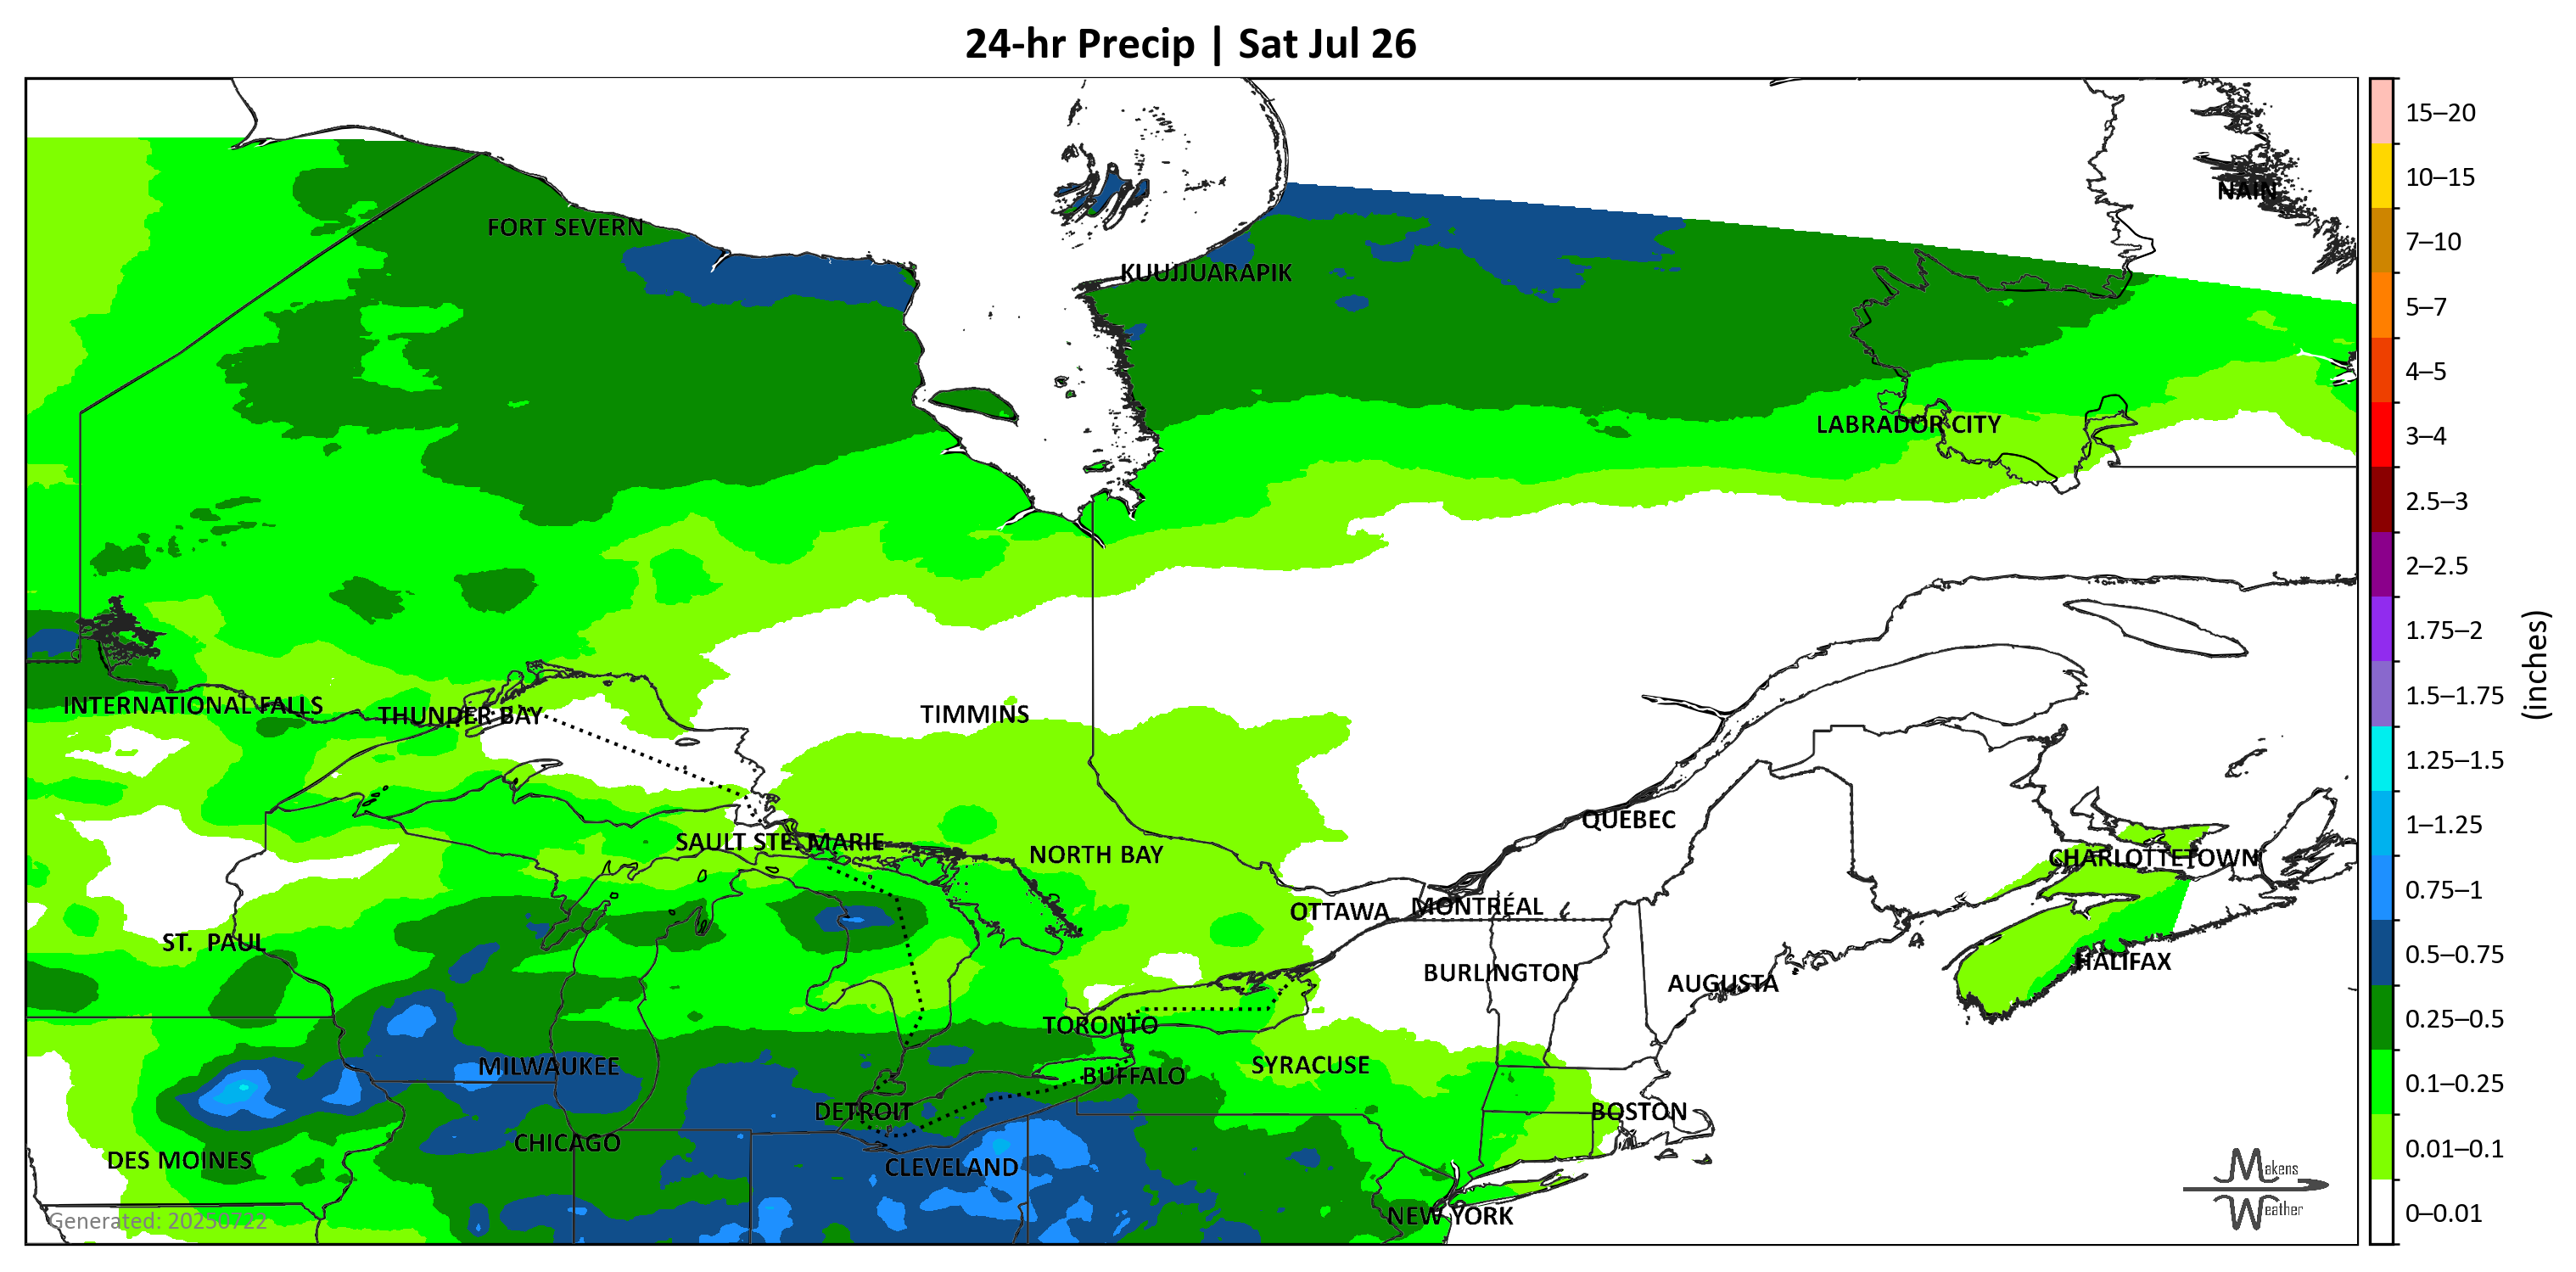 24-hr Precip | Sat Jul 26
NAIN
FORT SEVERN
KUUJJUARAPIK
LABRADOR CITY
INTERNATIONAL FALLS
THUNDER BAY
TIMMINS
QUEBEC
SAULT STE. MARIE
NORTH BAY
CHARLOTTETOWN
OTTAWA
MONTRÉAL
ST. PAUL
HALIFAX
BURLINGTON
AUGUSTA
TORONTO
MILWAUKEE
SYRACUSE
BUFFALO
DETROIT
BOSTON
CHICAGO
DES MOINES
CLEVELAND
NEW YORK
Generated: 20250722
Makens
Weather
15–20
10–15
7–10
5–7
4–5
3–4
2.5–3
2–2.5
1.75–2
1.5–1.75
1.25–1.5
1–1.25
0.75–1
0.5–0.75
0.25–0.5
0.1–0.25
0.01–0.1
0–0.01
(inches)